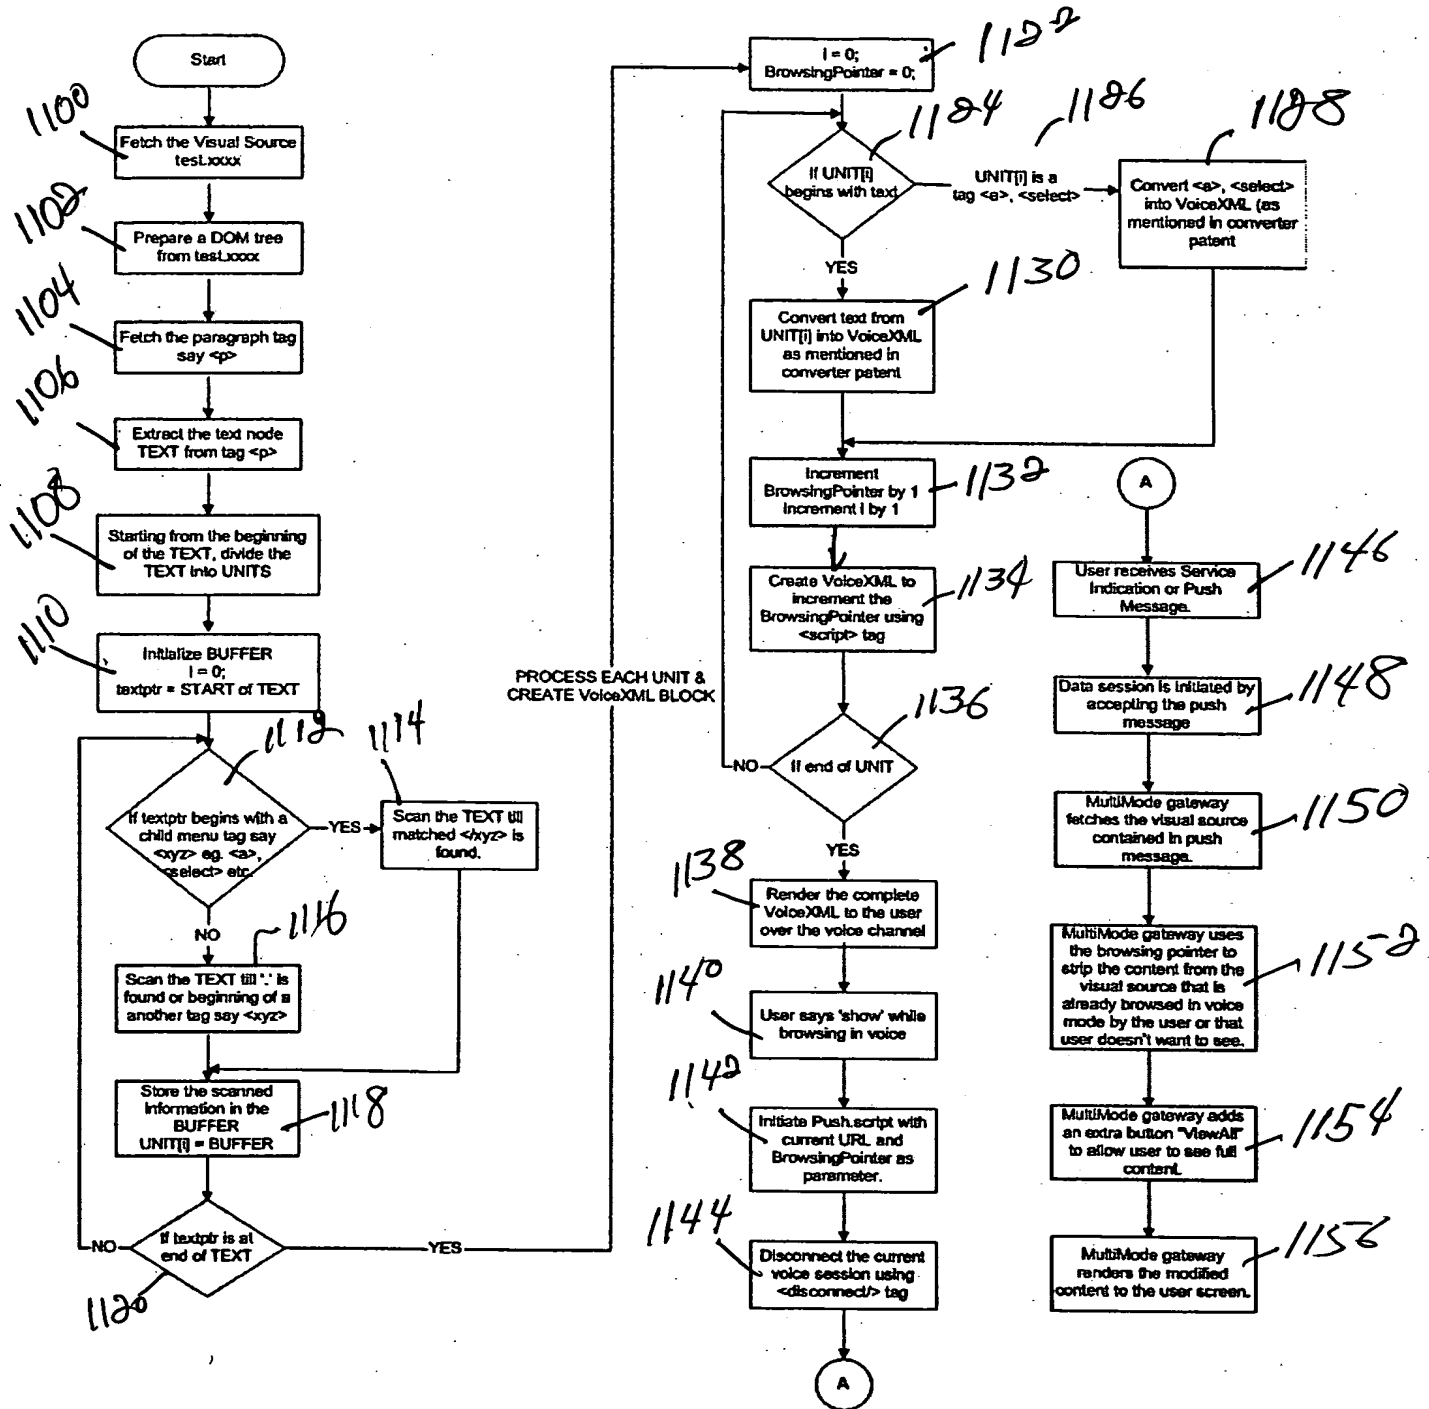 Start
1100
Fetch the Visual Source
test.xxxx
1102
Prepare a DOM tree
from test.xxxx
1104
Fetch the paragraph tag
say <p>
1106
Extract the text node
TEXT from tag <p>
1108
Starting from the beginning
of the TEXT, divide the
TEXT into UNITS
1110
Initialize BUFFER
i = 0;
textptr = START of TEXT
1112
If textptr begins with a
child menu tag say
<xyz> eg. <a>,
<select> etc.
YES
1114
Scan the TEXT till
matched </xyz> is
found.
NO
1116
Scan the TEXT till '.' is
found or beginning of a
another tag say <xyz>
Store the scanned
Information in the
BUFFER
UNIT[i] = BUFFER
1118
If textptr is at
end of TEXT
NO
YES
1120
PROCESS EACH UNIT &
CREATE VoiceXML BLOCK
i = 0;
BrowsingPointer = 0;
1122
If UNIT[i]
begins with text
1124
1126
UNIT[i] is a
tag <a>, <select>
1128
Convert <a>, <select>
into VoiceXML (as
mentioned in converter
patent
YES
1130
Convert text from
UNIT[i] into VoiceXML
as mentioned in
converter patent
Increment
BrowsingPointer by 1
Increment i by 1
1132
Create VoiceXML to
increment the
BrowsingPointer using
<script> tag
1134
1136
If end of UNIT
NO
YES
1138
Render the complete
VoiceXML to the user
over the voice channel
1140
User says 'show' while
browsing in voice
1142
Initiate Push.script with
current URL and
BrowsingPointer as
parameter.
1144
Disconnect the current
voice session using
<disconnect/> tag
A
A
User receives Service
Indication or Push
Message.
1146
Data session is initiated by
accepting the push
message
1148
MultiMode gateway
fetches the visual source
contained in push
message.
1150
MultiMode gateway uses
the browsing pointer to
strip the content from the
visual source that is
already browsed in voice
mode by the user or that
user doesn't want to see.
1152
MultiMode gateway adds
an extra button "ViewAll"
to allow user to see full
content.
1154
MultiMode gateway
renders the modified
content to the user screen.
1156